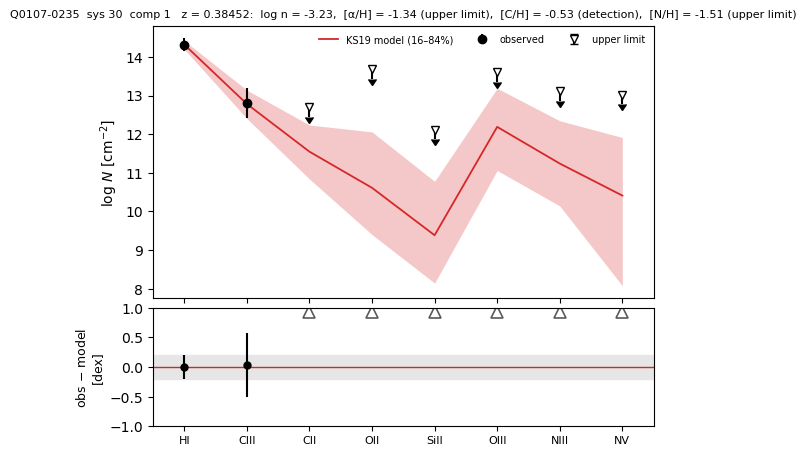 Q0107-0235  sys 30  comp 1   z = 0.38452:  log n = -3.23,  [α/H] = -1.34 (upper limit),  [C/H] = -0.53 (detection),  [N/H] = -1.51 (upper limit)
KS19 model (16–84%)
observed
upper limit
14
13
12
11
10
9
8
log N [cm⁻²]
1.0
0.5
0.0
−0.5
−1.0
obs − model
[dex]
HI
CIII
CII
OII
SiII
OIII
NIII
NV